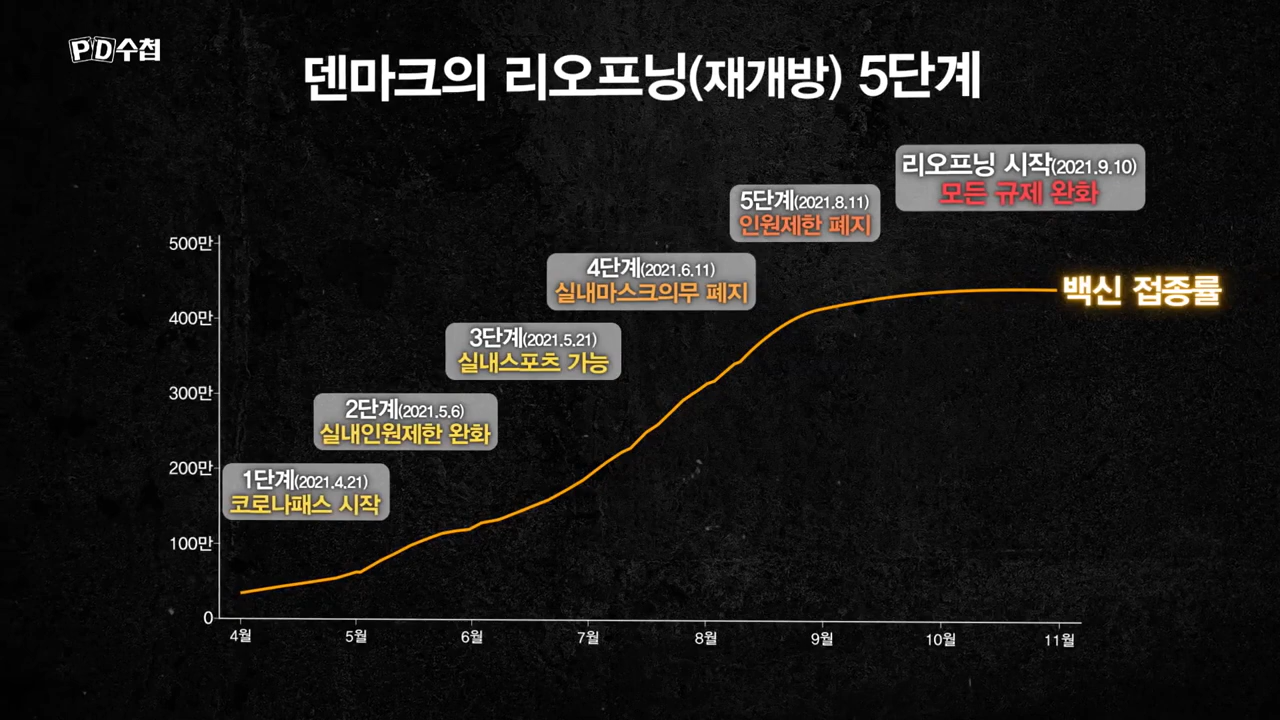 PD수첩
덴마크의 리오프닝(재개방) 5단계
리오프닝 시작(2021.9.10)
모든 규제 완화
5단계(2021.8.11)
인원제한 폐지
4단계(2021.6.11)
실내마스크의무 폐지
3단계(2021.5.21)
실내스포츠 가능
2단계(2021.5.6)
실내인원제한 완화
1단계(2021.4.21)
코로나패스 시작
백신 접종률
500만
400만
300만
200만
100만
0
4월 5월 6월 7월 8월 9월 10월 11월